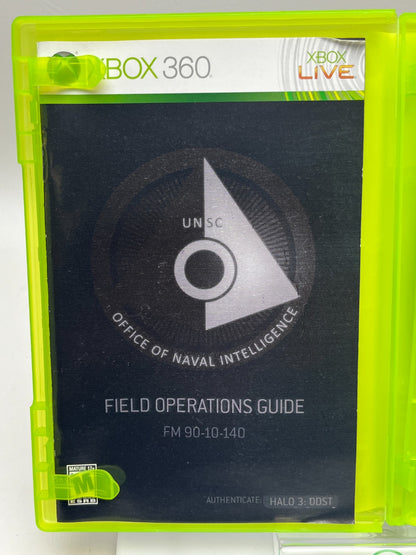 XBOX 360.
XBOX
LIVE
UNSC
OFFICE OF NAVAL INTELLIGENCE
FIELD OPERATIONS GUIDE
FM 90-10-140
MATURE 17+
M
ESRB
AUTHENTICATE: HALO 3: ODST